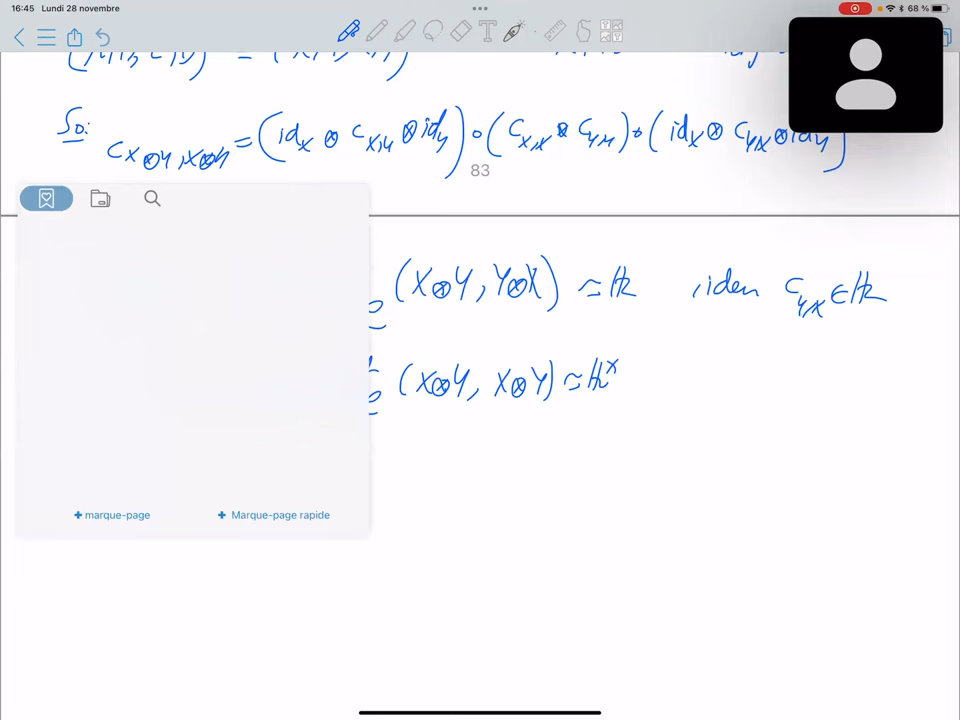 16:45 Lundi 28 novembre
68 %
Soi c_{X⊗Y,X⊗Y} = (id_X ⊗ c_{X,Y} ⊗ id_Y) ∘ (c_{X,X} ⊗ c_{Y,Y}) ∘ (id_X ⊗ c_{Y,X} ⊗ id_Y)
83
(X⊗Y, Y⊗X) ≃ k iden c_{Y,X} ∈ k
(X⊗Y, X⊗Y) ≃ k^x
+ marque-page + Marque-page rapide